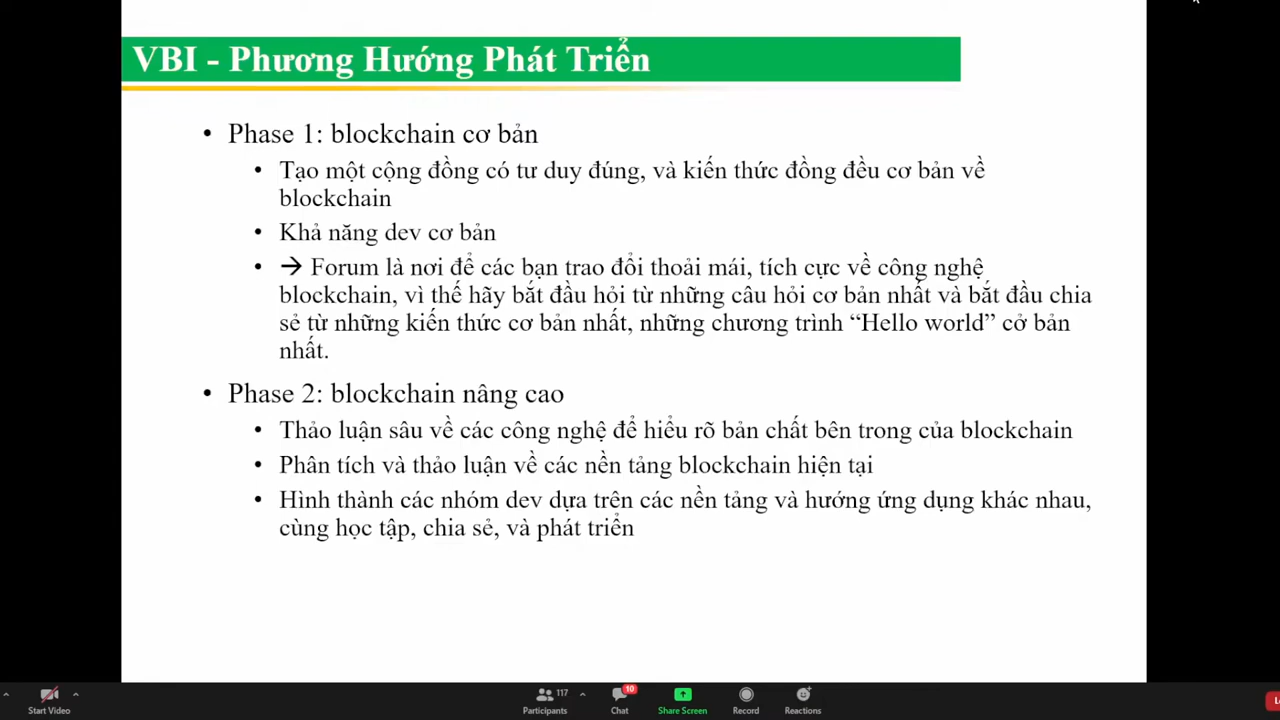 VBI - Phương Hướng Phát Triển
• Phase 1: blockchain cơ bản
• Tạo một cộng đồng có tư duy đúng, và kiến thức đồng đều cơ bản về
blockchain
• Khả năng dev cơ bản
• → Forum là nơi để các bạn trao đổi thoải mái, tích cực về công nghệ
blockchain, vì thế hãy bắt đầu hỏi từ những câu hỏi cơ bản nhất và bắt đầu chia
sẻ từ những kiến thức cơ bản nhất, những chương trình “Hello world” cở bản
nhất.
• Phase 2: blockchain nâng cao
• Thảo luận sâu về các công nghệ để hiểu rõ bản chất bên trong của blockchain
• Phân tích và thảo luận về các nền tảng blockchain hiện tại
• Hình thành các nhóm dev dựa trên các nền tảng và hướng ứng dụng khác nhau,
cùng học tập, chia sẻ, và phát triển
Start Video
117
Participants
10
Chat
Share Screen
Record
Reactions